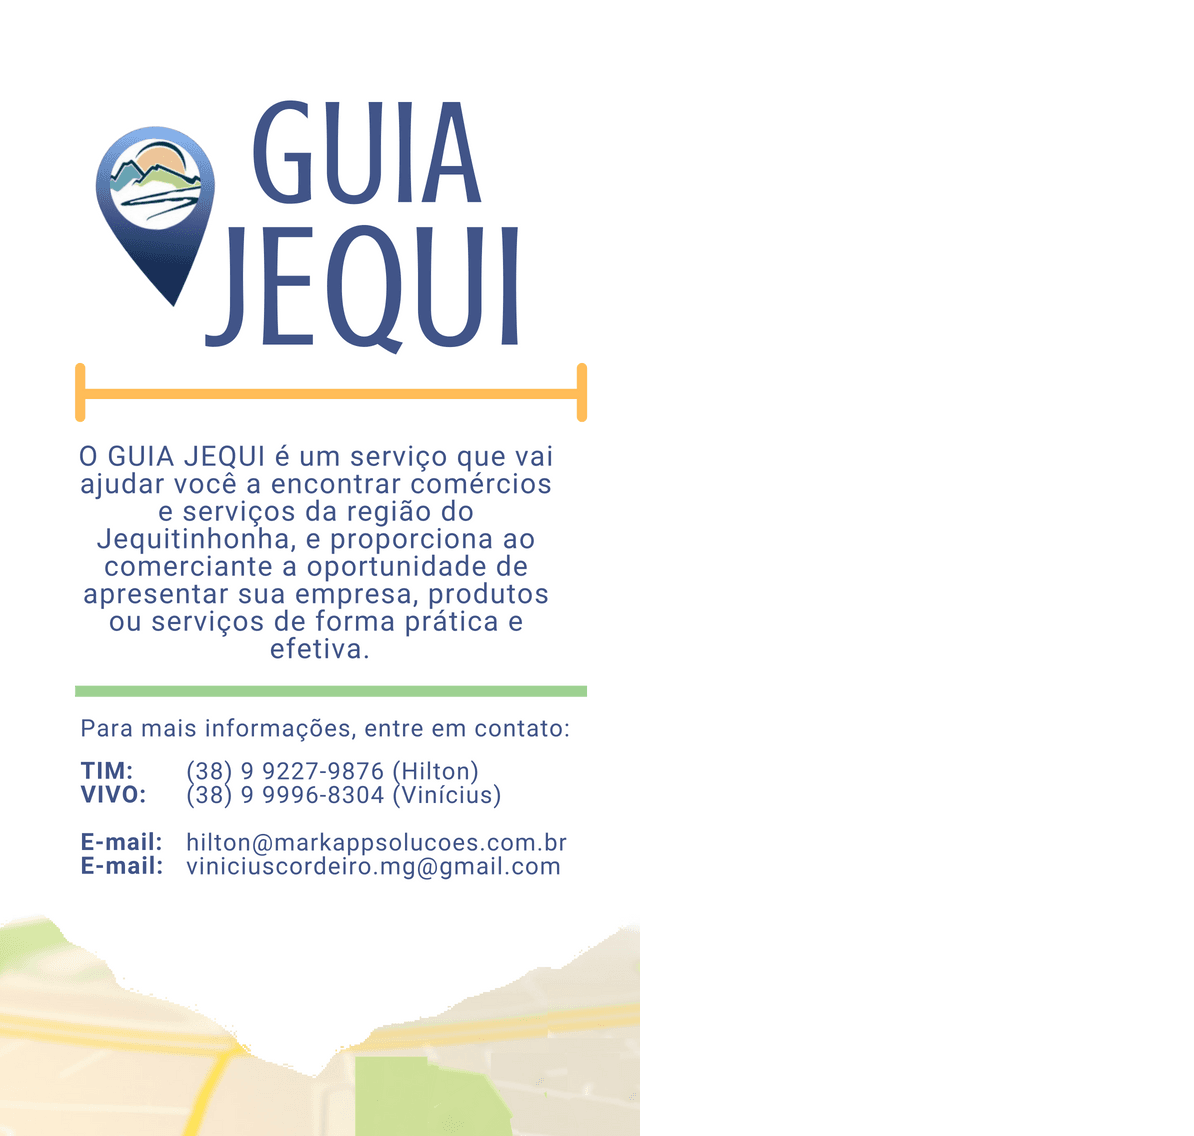 GUIA
JEQUI
O GUIA JEQUI é um serviço que vai
ajudar você a encontrar comércios
e serviços da região do
Jequitinhonha, e proporciona ao
comerciante a oportunidade de
apresentar sua empresa, produtos
ou serviços de forma prática e
efetiva.
Para mais informações, entre em contato:
TIM: (38) 9 9227-9876 (Hilton)
VIVO: (38) 9 9996-8304 (Vinícius)
E-mail: hilton@markappsolucoes.com.br
E-mail: viniciuscordeiro.mg@gmail.com